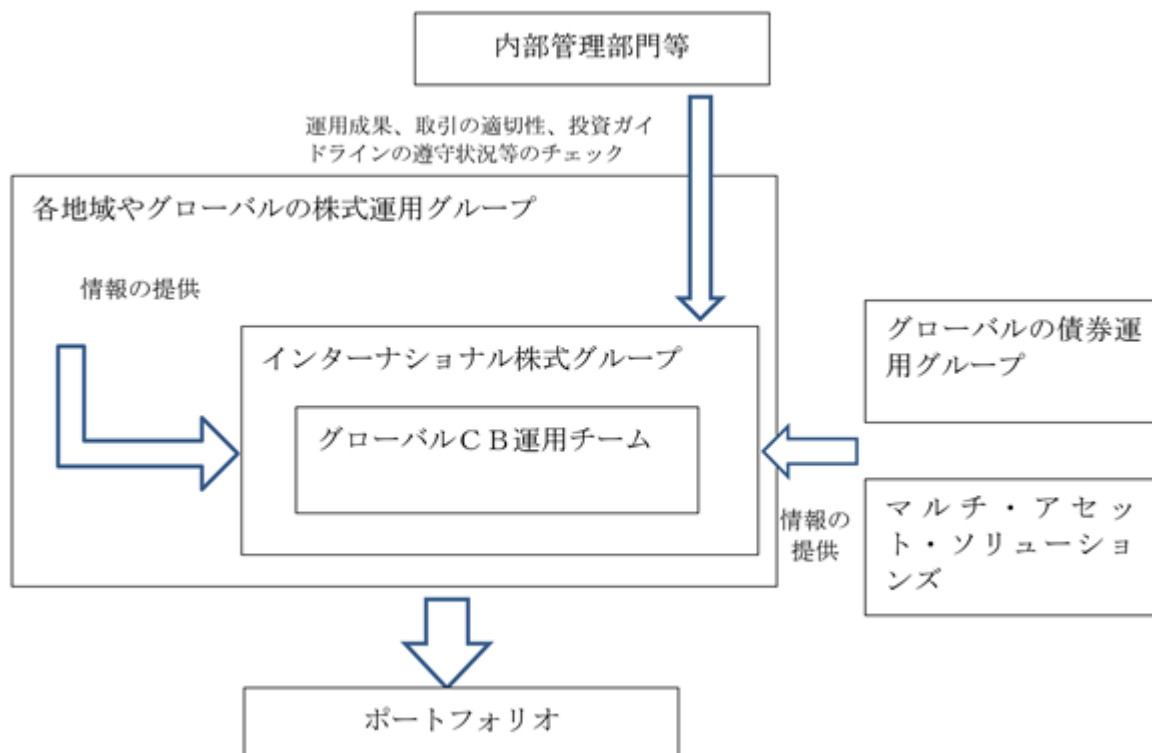 内部管理部門等
運用成果、取引の適切性、投資ガイ
ドラインの遵守状況等のチェック
各地域やグローバルの株式運用グループ
情報の提供
インターナショナル株式グループ
グローバルＣＢ運用チーム
グローバルの債券運
用グループ
情報の
提供
マルチ・アセッ
ト・ソリューショ
ンズ
ポートフォリオ